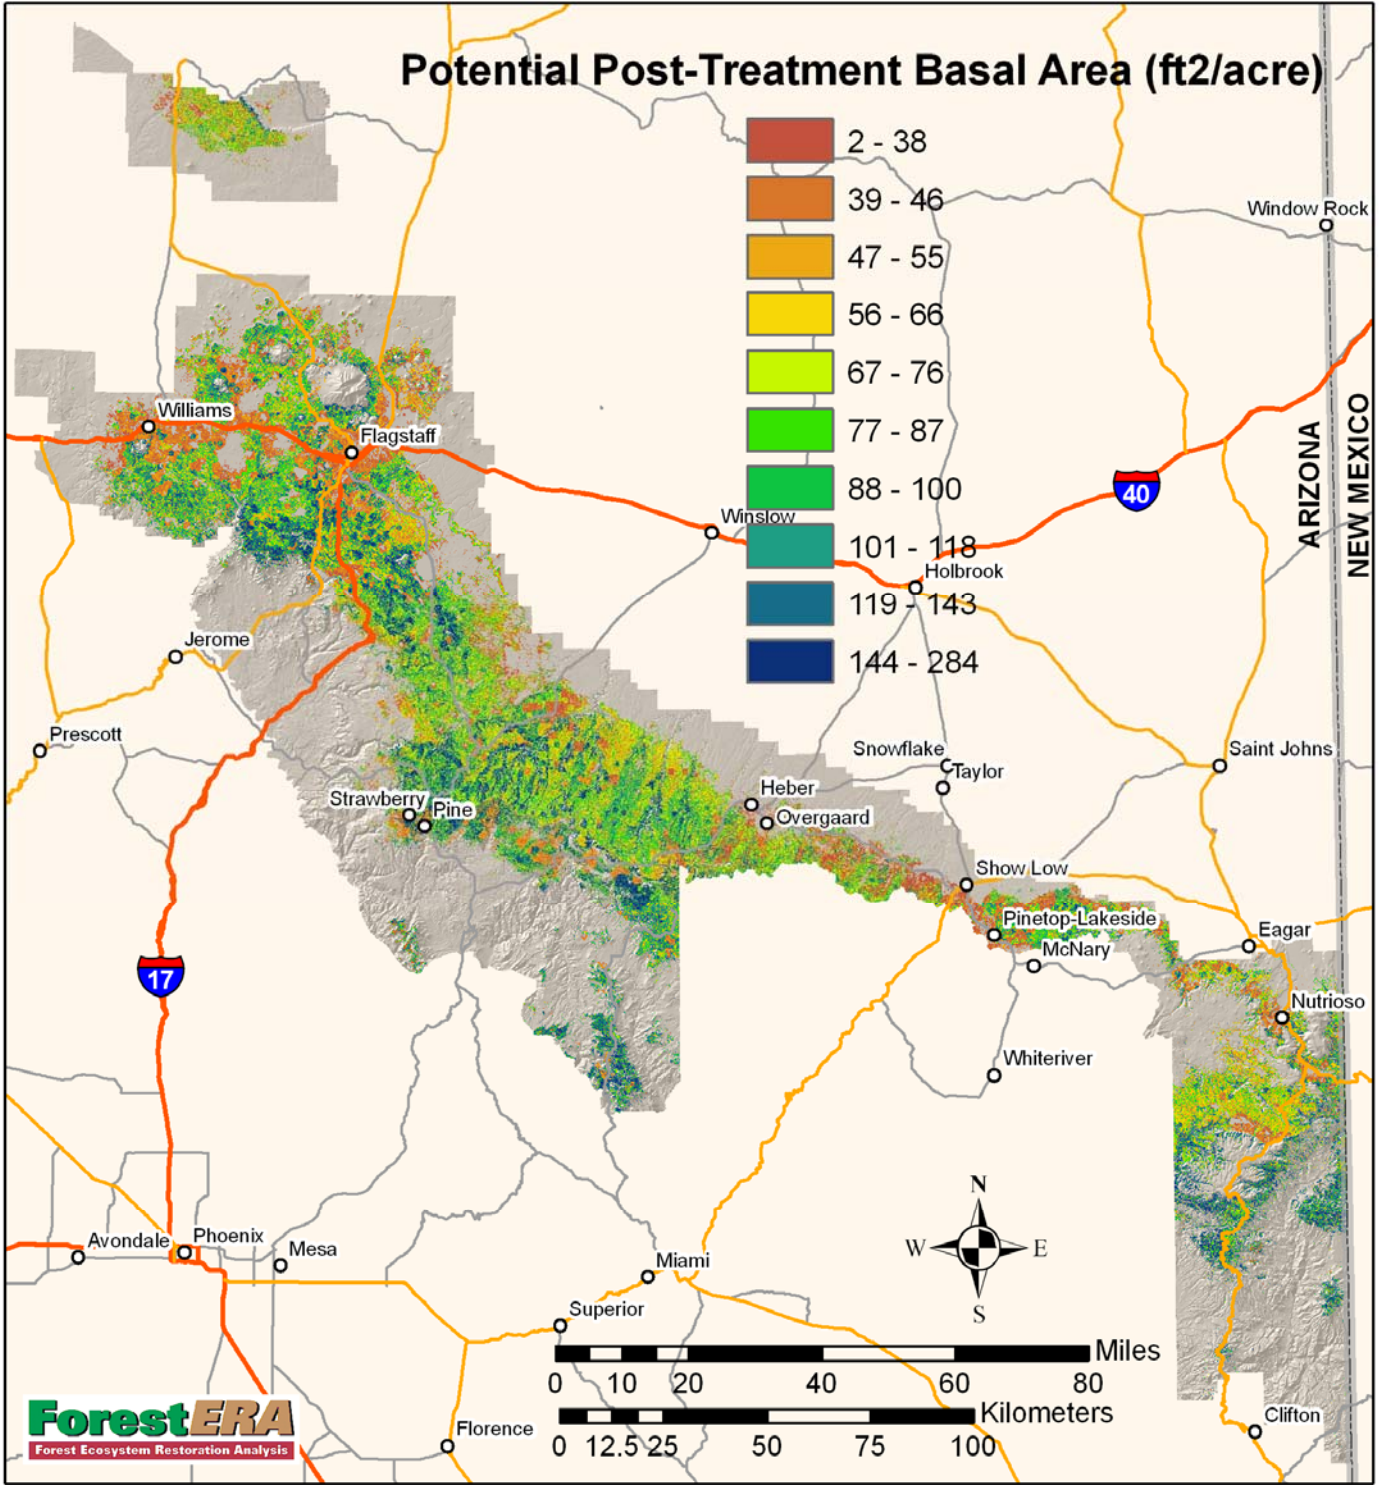 Potential Post-Treatment Basal Area (ft2/acre)
2 - 38
39 - 46
47 - 55
56 - 66
67 - 76
77 - 87
88 - 100
101 - 118
119 - 143
144 - 284
Window Rock
ARIZONA
NEW MEXICO
Williams
Flagstaff
40
Winslow
Holbrook
Jerome
Prescott
Snowflake
Taylor
Saint Johns
Strawberry
Pine
Heber
Overgaard
Show Low
Pinetop-Lakeside
McNary
Eagar
17
Nutrioso
Whiteriver
N
W
E
S
Avondale
Phoenix
Mesa
Miami
Superior
Miles
0 10 20 40 60 80
Kilometers
0 12.5 25 50 75 100
Florence
Clifton
ForestERA
Forest Ecosystem Restoration Analysis